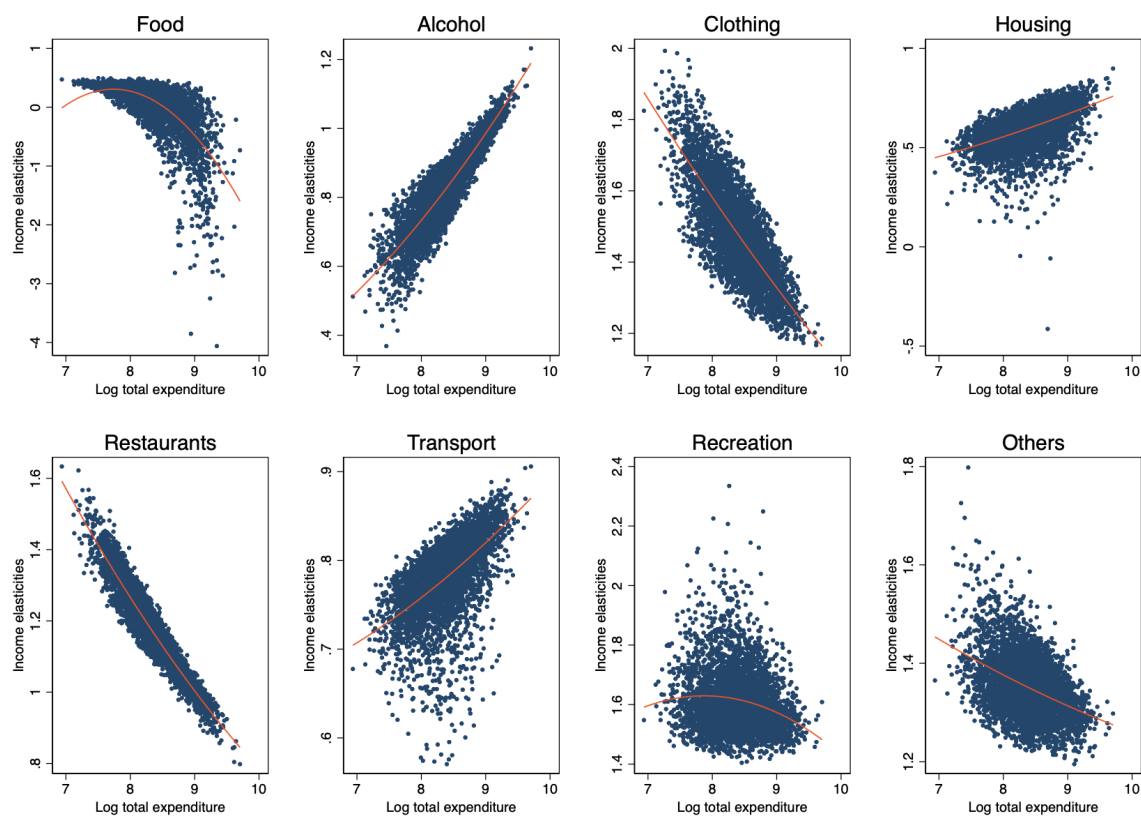 Food
Alcohol
Clothing
Housing
Income elasticities
1
0
-1
-2
-3
-4
7 8 9 10
Log total expenditure
Income elasticities
1.2
1
.8
.6
.4
7 8 9 10
Log total expenditure
Income elasticities
2
1.8
1.6
1.4
1.2
7 8 9 10
Log total expenditure
Income elasticities
1
.5
0
-.5
7 8 9 10
Log total expenditure
Restaurants
Transport
Recreation
Others
Income elasticities
1.6
1.4
1.2
1
.8
7 8 9 10
Log total expenditure
Income elasticities
.9
.8
.7
.6
7 8 9 10
Log total expenditure
Income elasticities
2.4
2.2
2
1.8
1.6
1.4
7 8 9 10
Log total expenditure
Income elasticities
1.8
1.6
1.4
1.2
7 8 9 10
Log total expenditure